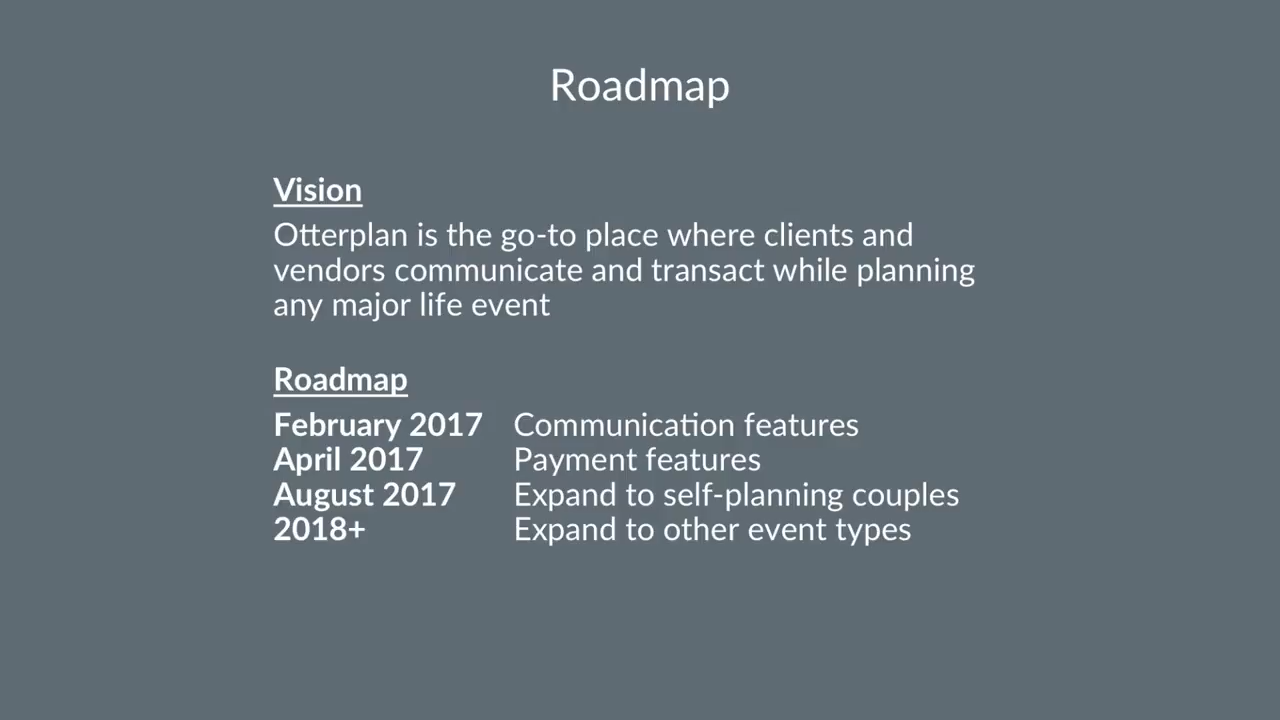 Roadmap
Vision
Otterplan is the go-to place where clients and
vendors communicate and transact while planning
any major life event
Roadmap
February 2017 Communication features
April 2017 Payment features
August 2017 Expand to self-planning couples
2018+ Expand to other event types